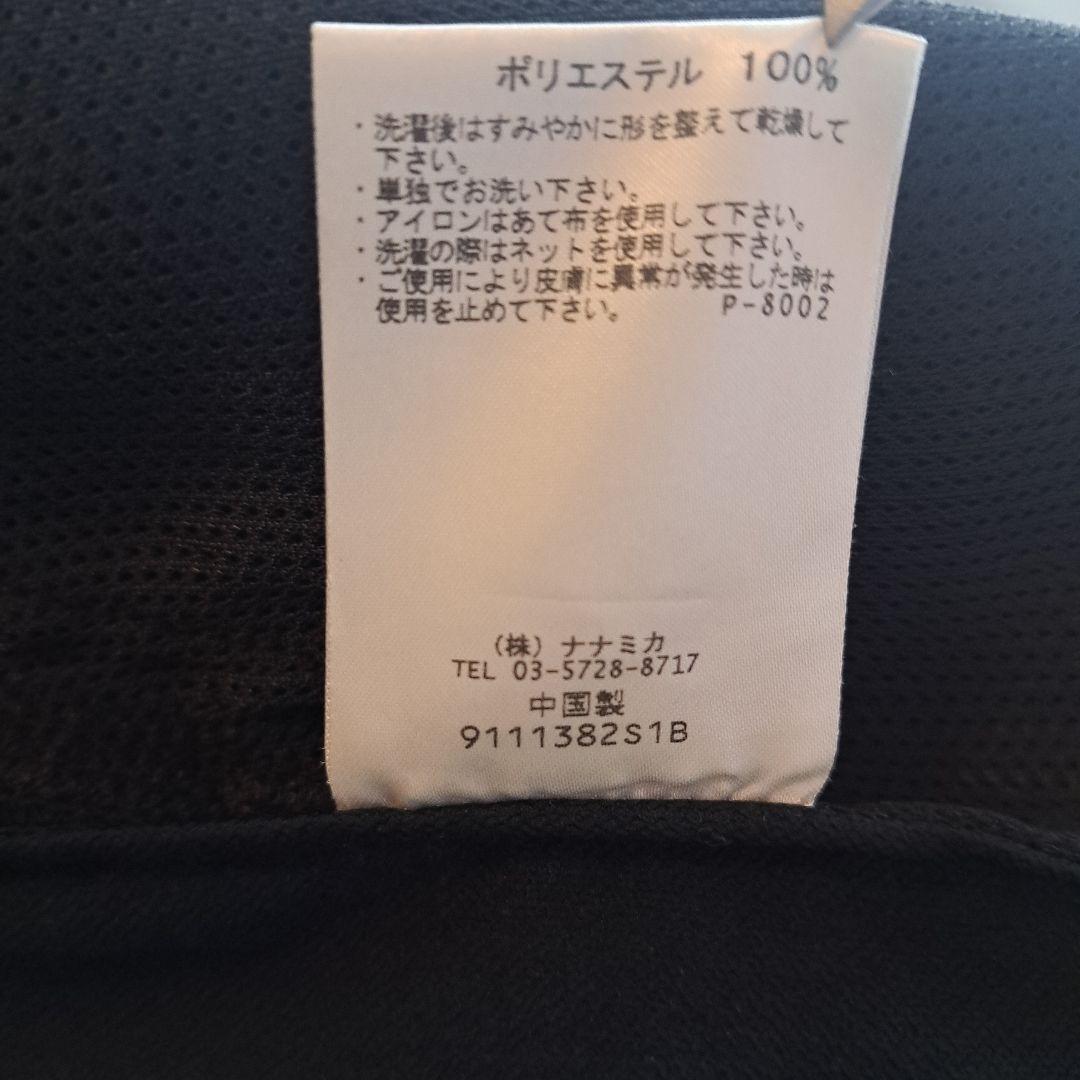 ポリエステル 100%
・洗濯後はすみやかに形を整えて乾燥して
下さい。
・単独でお洗い下さい。
・アイロンはあて布を使用して下さい。
・洗濯の際はネットを使用して下さい。
・ご使用により皮膚に異常が発生した時は
使用を止めて下さい。 P-8002
(株) ナナミカ
TEL 03-5728-8717
中国製
9111382S1B